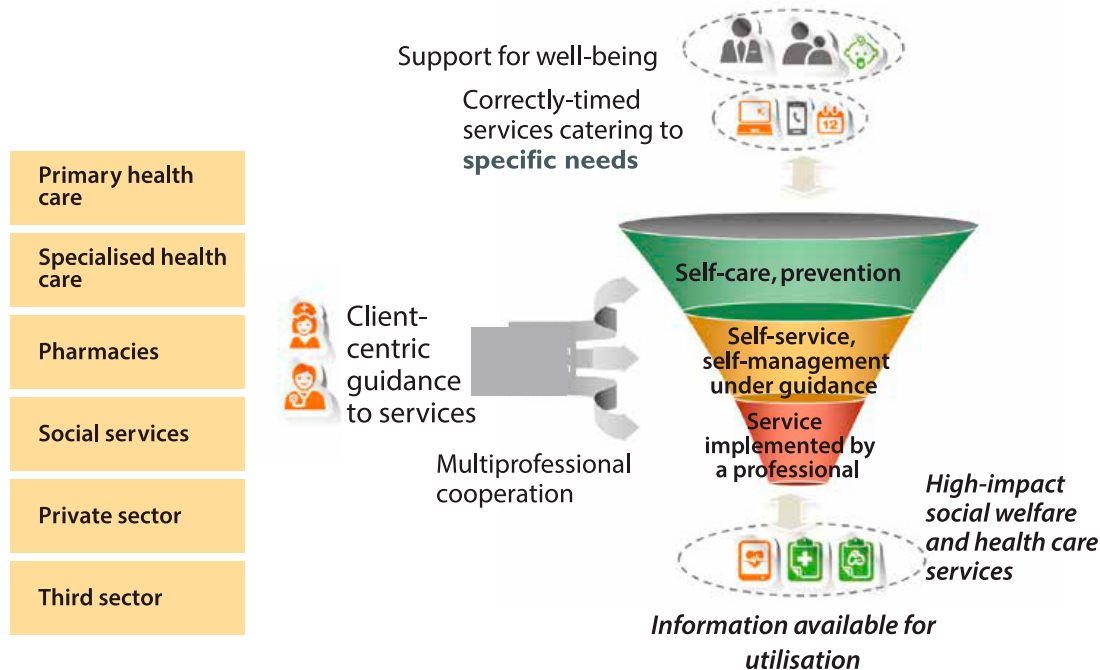 Support for well-being
Correctly-timed
services catering to
specific needs
12
Primary health
care
Specialised health
care
Pharmacies
Social services
Private sector
Third sector
Client-
centric
guidance
to services
Multiprofessional
cooperation
Self-care, prevention
Self-service,
self-management
under guidance
Service
implemented by
a professional
High-impact
social welfare
and health care
services
Information available for
utilisation